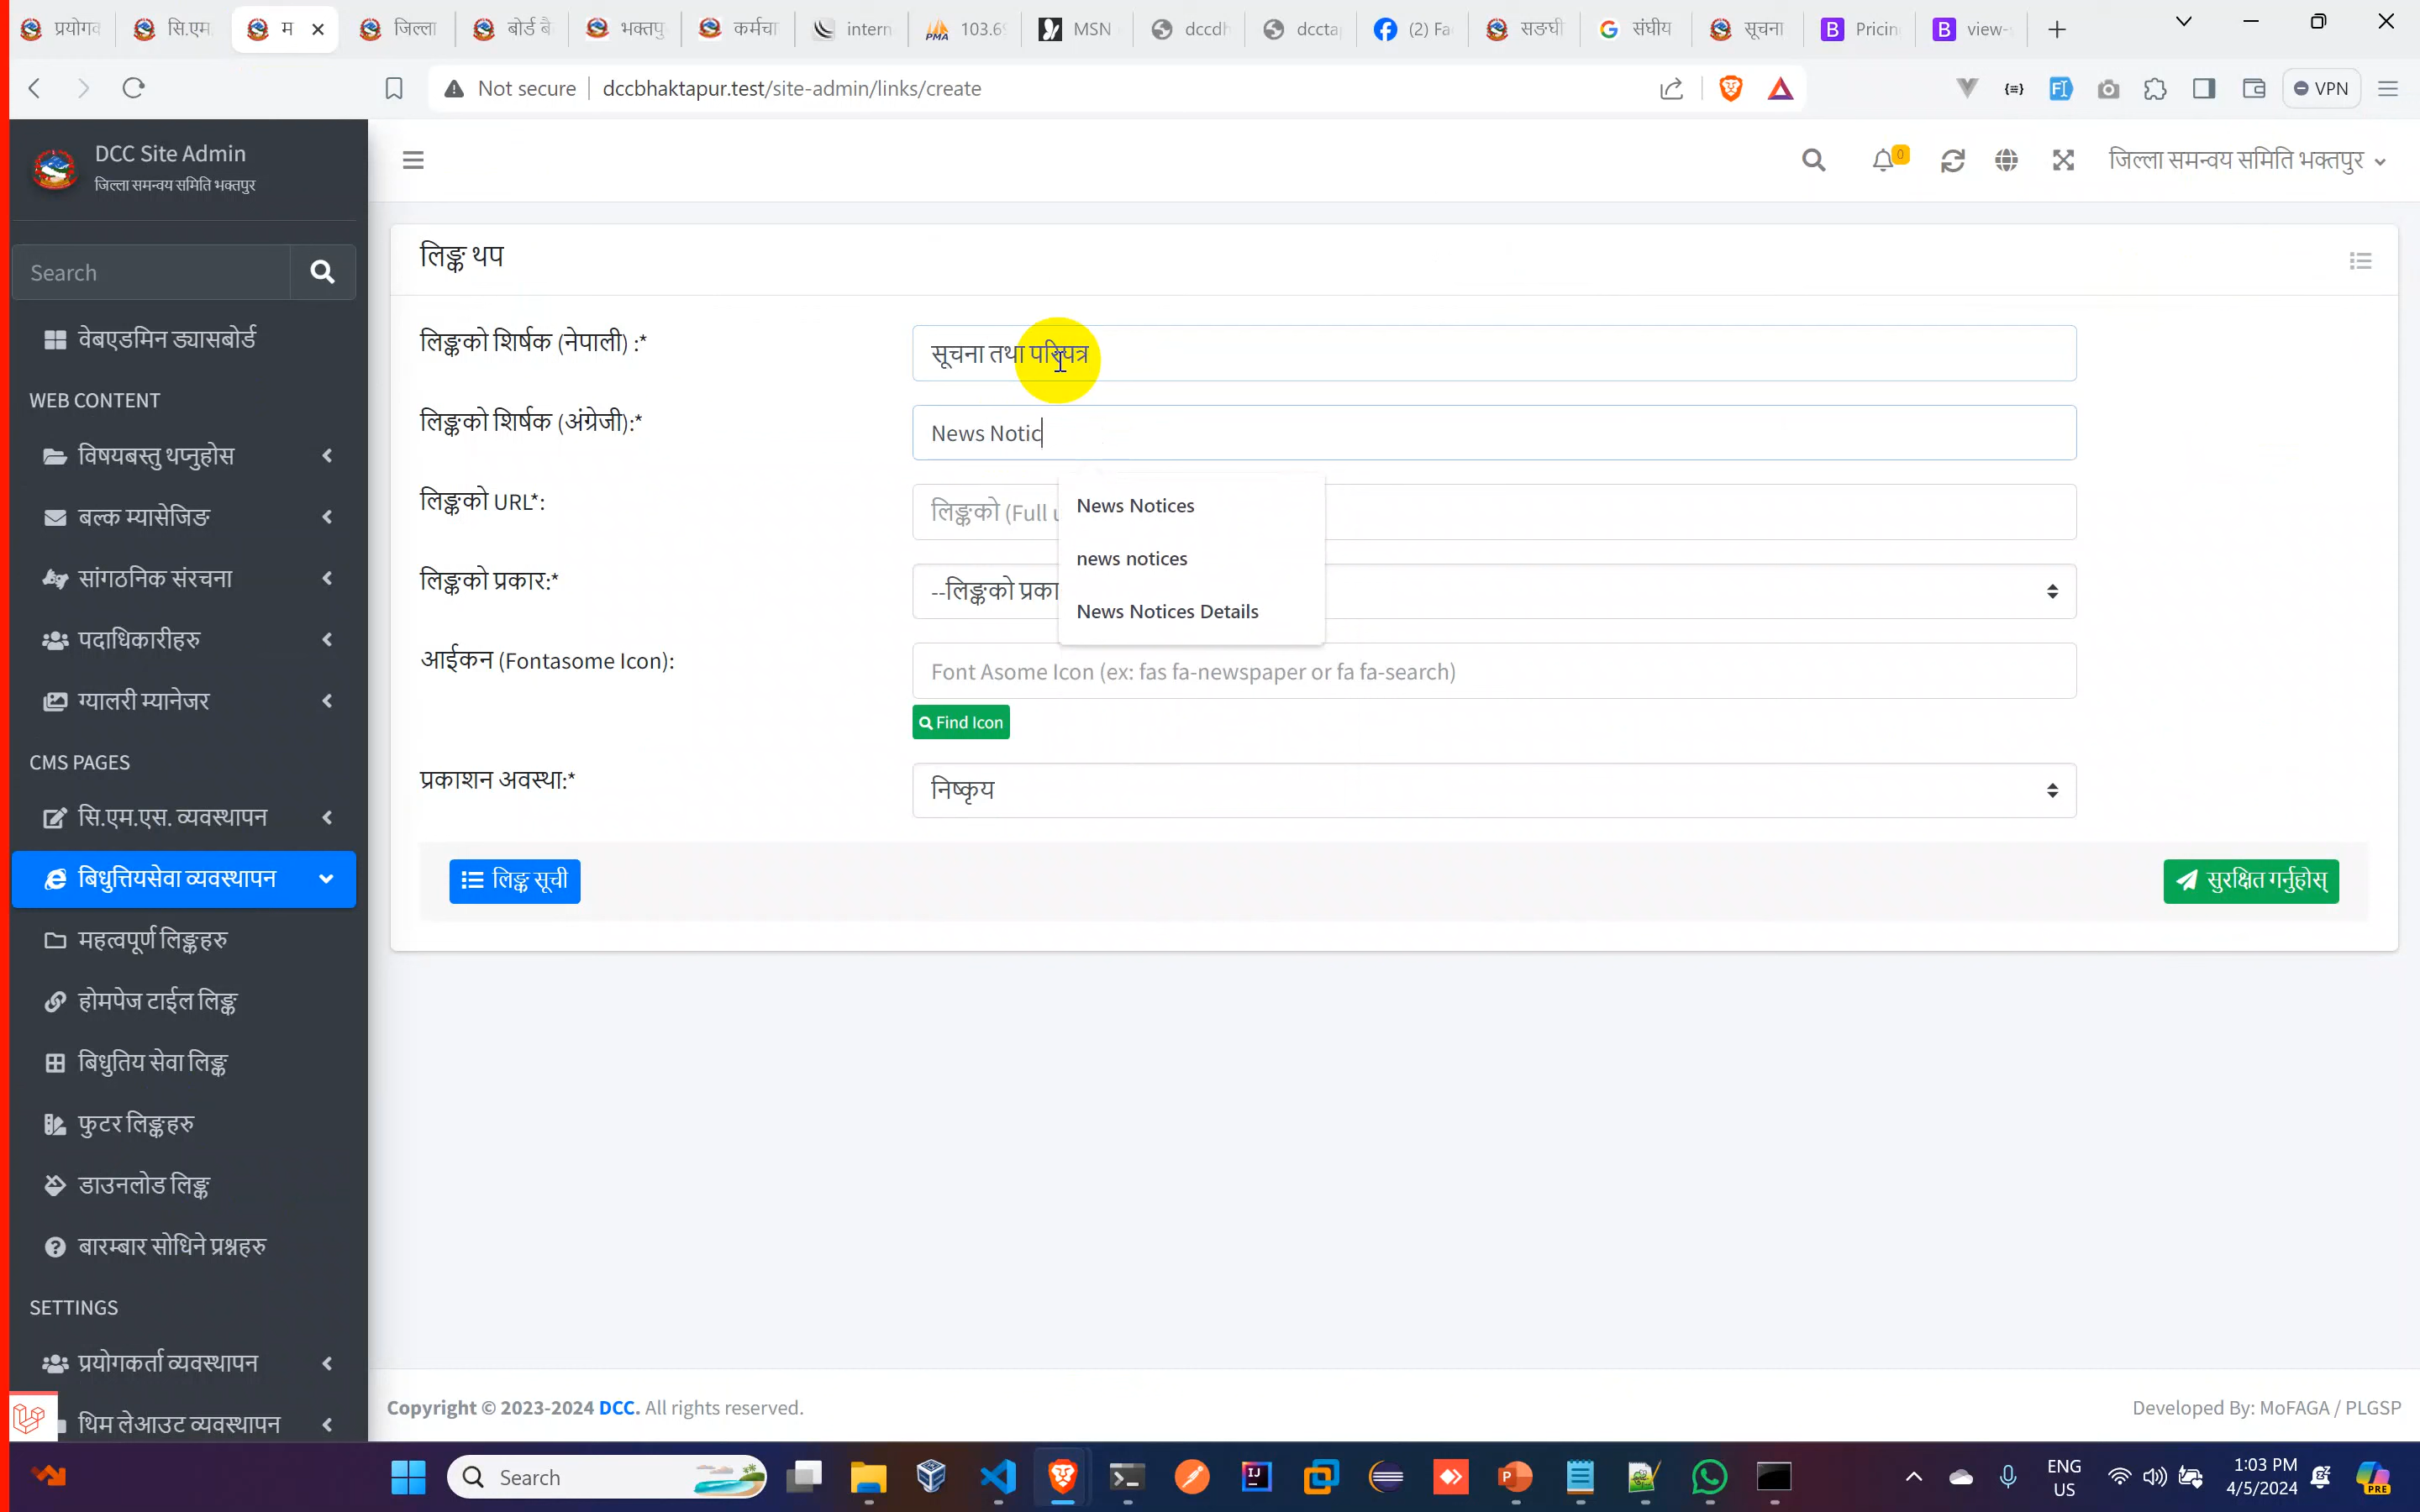 प्रयोगक
सि.एम
म
जिल्ला
बोर्ड बै
भक्तपु
कर्मचा
intern
103.69
MSN
dccdh
dccta
(2) Fa
सङघी
संघीय
सूचना
Pricin
view-
Not secure
dccbhaktapur.test/site-admin/links/create
VPN
DCC Site Admin
जिल्ला समन्वय समिति भक्तपुर
0
जिल्ला समन्वय समिति भक्तपुर
Search
वेबएडमिन ड्यासबोर्ड
WEB CONTENT
विषयबस्तु थप्नुहोस
बल्क म्यासेजिङ
सांगठनिक संरचना
पदाधिकारीहरु
ग्यालरी म्यानेजर
CMS PAGES
सि.एम.एस. व्यवस्थापन
बिधुत्तियसेवा व्यवस्थापन
महत्वपूर्ण लिङ्कहरु
होमपेज टाईल लिङ्क
बिधुतिय सेवा लिङ्क
फुटर लिङ्कहरु
डाउनलोड लिङ्क
बारम्बार सोधिने प्रश्नहरु
SETTINGS
प्रयोगकर्ता व्यवस्थापन
थिम लेआउट व्यवस्थापन
लिङ्क थप
लिङ्कको शिर्षक (नेपाली) :*
सूचना तथा परिपत्र
लिङ्कको शिर्षक (अंग्रेजी):*
News Notic
लिङ्कको URL*:
लिङ्कको (Full u
News Notices
news notices
News Notices Details
लिङ्कको प्रकार:*
--लिङ्कको प्रका
आईकन (Fontasome Icon):
Font Asome Icon (ex: fas fa-newspaper or fa fa-search)
Find Icon
प्रकाशन अवस्था:*
निष्कृय
लिङ्क सूची
सुरक्षित गर्नुहोस्
Copyright © 2023-2024 DCC. All rights reserved.
Developed By: MoFAGA / PLGSP
Search
ENG
US
1:03 PM
4/5/2024